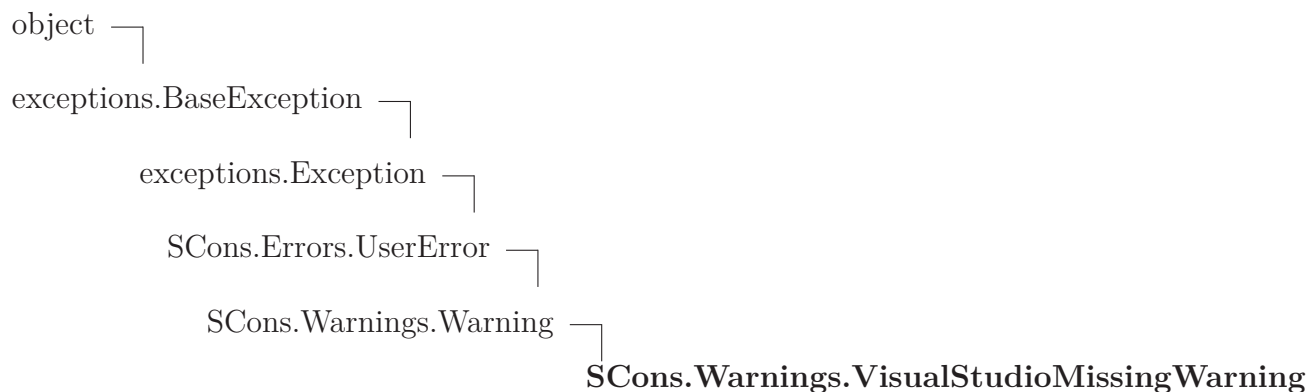 object
exceptions.BaseException
exceptions.Exception
SCons.Errors.UserError
SCons.Warnings.Warning
SCons.Warnings.VisualStudioMissingWarning